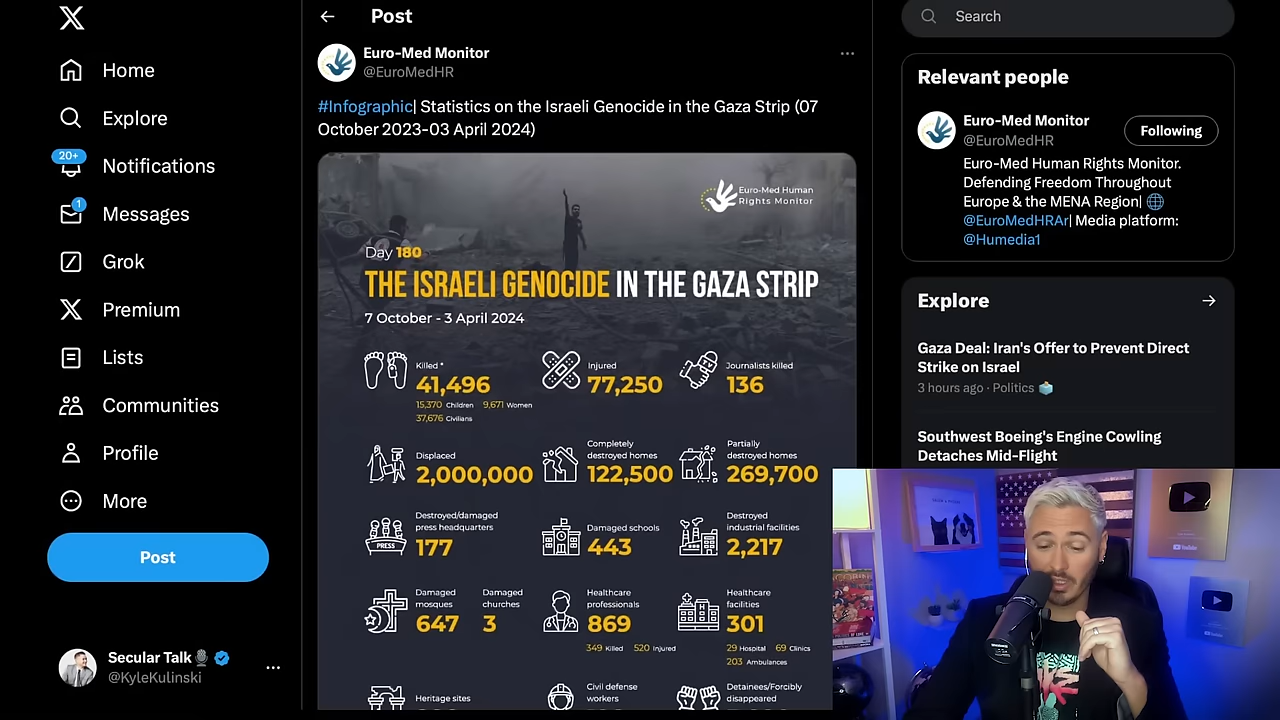 Home
Explore
20+
Notifications
1
Messages
Grok
Premium
Lists
Communities
Profile
More
Post
Secular Talk
@KyleKulinski
Post
Euro-Med Monitor
@EuroMedHR
#Infographic| Statistics on the Israeli Genocide in the Gaza Strip (07
October 2023-03 April 2024)
Euro-Med Human
Rights Monitor
Day 180
THE ISRAELI GENOCIDE IN THE GAZA STRIP
7 October - 3 April 2024
Killed *
41,496
15,370 Children 9,671 Women
37,676 Civilians
Injured
77,250
Journalists killed
136
Displaced
2,000,000
Completely
destroyed homes
122,500
Partially
destroyed homes
269,700
Destroyed/damaged
press headquarters
177
PRESS
Damaged schools
443
Destroyed
industrial facilities
2,217
Damaged
mosques
647
Damaged
churches
3
Healthcare
professionals
869
349 Killed 520 Injured
Healthcare
facilities
301
29 Hospital 69 Clinics
203 Ambulances
Heritage sites
Civil defense
workers
Detainees/Forcibly
disappeared
Search
Relevant people
Euro-Med Monitor
@EuroMedHR
Following
Euro-Med Human Rights Monitor.
Defending Freedom Throughout
Europe & the MENA Region|
@EuroMedHRAr| Media platform:
@Humedia1
Explore
Gaza Deal: Iran's Offer to Prevent Direct
Strike on Israel
3 hours ago · Politics
Southwest Boeing's Engine Cowling
Detaches Mid-Flight